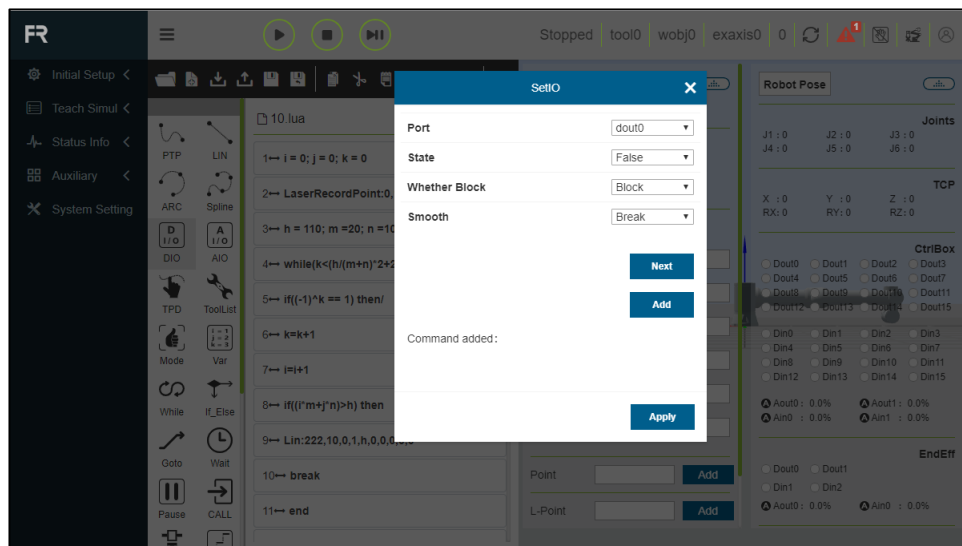 FR
Stopped tool0 wobj0 exaxis0 0 1
Initial Setup
Teach Simul
Status Info
Auxiliary
System Setting
PTP LIN
ARC Spline
D I/O A I/O
DIO AIO
TPD ToolList
i = 1
j = 2
k = 3
Mode Var
While If_Else
Goto Wait
Pause CALL
10.lua
1 i = 0; j = 0; k = 0
2 LaserRecordPoint:0,
3 h = 110; m =20; n =10
4 while(k<(h/(m+n)*2+2
5 if((-1)^k == 1) then/
6 k=k+1
7 i=i+1
8 if((i*m+j*n)>h) then
9 Lin:222,10,0,1,h,0,0,0,0,0
10 break
11 end
SetIO
Port dout0
State False
Whether Block Block
Smooth Break
Next
Add
Command added:
Apply
Point Add
L-Point Add
Robot Pose
Joints
J1 : 0 J2 : 0 J3 : 0
J4 : 0 J5 : 0 J6 : 0
TCP
X : 0 Y : 0 Z : 0
RX: 0 RY: 0 RZ: 0
CtrlBox
Dout0 Dout1 Dout2 Dout3
Dout4 Dout5 Dout6 Dout7
Dout8 Dout9 Dout10 Dout11
Dout12 Dout13 Dout14 Dout15
Din0 Din1 Din2 Din3
Din4 Din5 Din6 Din7
Din8 Din9 Din10 Din11
Din12 Din13 Din14 Din15
A Aout0 : 0.0% A Aout1 : 0.0%
A Ain0 : 0.0% A Ain1 : 0.0%
EndEff
Dout0 Dout1
Din1 Din2
A Aout0 : 0.0% A Ain0 : 0.0%